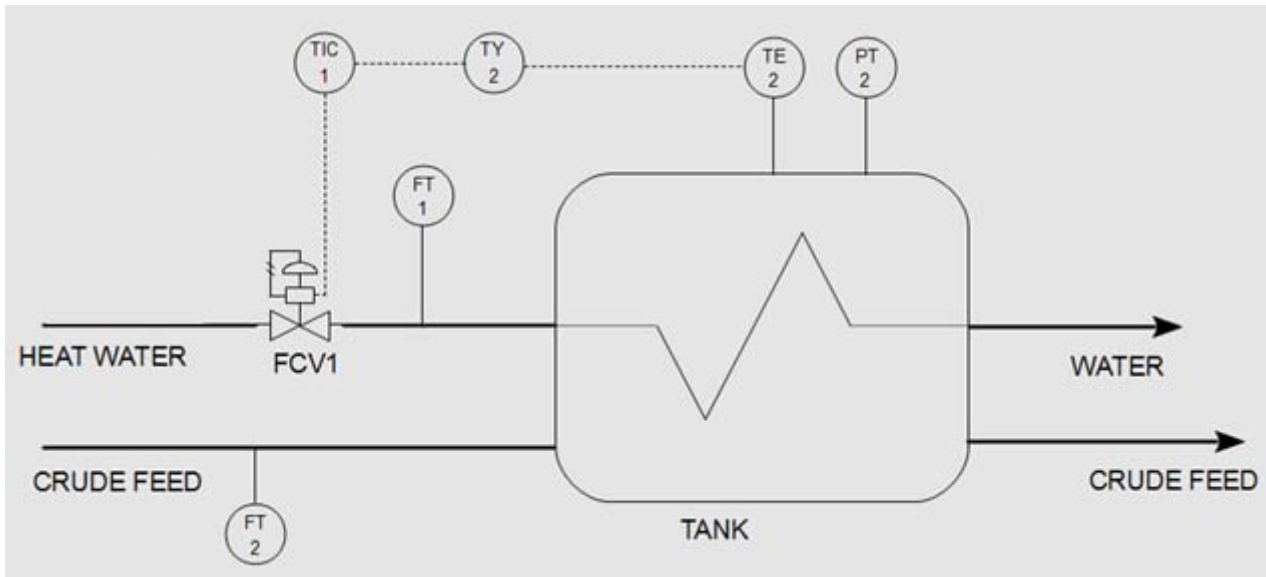 TIC
1
TY
2
TE
2
PT
2
FT
1
HEAT WATER
FCV1
WATER
CRUDE FEED
CRUDE FEED
FT
2
TANK